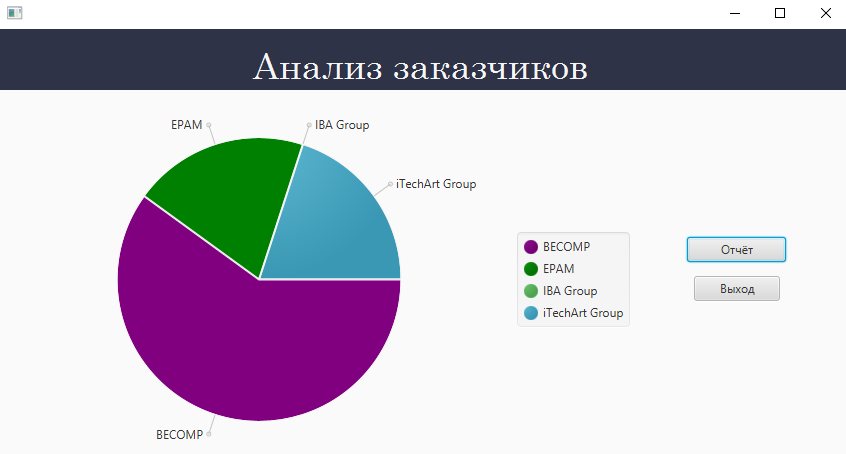 Анализ заказчиков
EPAM
IBA Group
iTechArt Group
BECOMP
BECOMP
EPAM
IBA Group
iTechArt Group
Отчёт
Выход